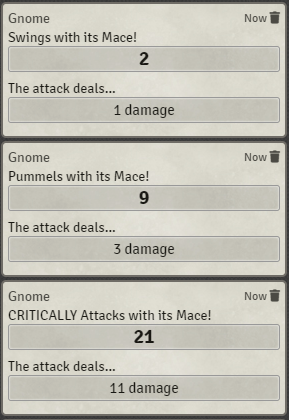 Gnome Now
Swings with its Mace!
2
The attack deals...
1 damage
Gnome Now
Pummels with its Mace!
9
The attack deals...
3 damage
Gnome Now
CRITICALLY Attacks with its Mace!
21
The attack deals...
11 damage